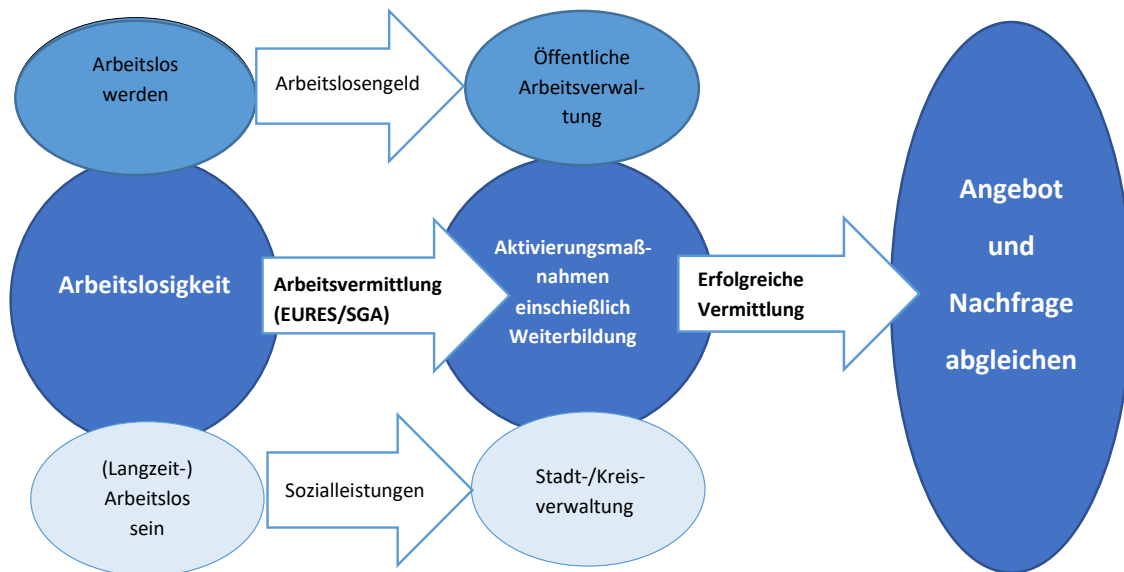 Arbeitslos
werden
Arbeitslosengeld
Öffentliche
Arbeitsverwal-
tung
Arbeitslosigkeit
Arbeitsvermittlung
(EURES/SGA)
Aktivierungsmaß-
nahmen
einschießlich
Weiterbildung
Erfolgreiche
Vermittlung
Angebot
und
Nachfrage
abgleichen
(Langzeit-)
Arbeitslos
sein
Sozialleistungen
Stadt-/Kreis-
verwaltung